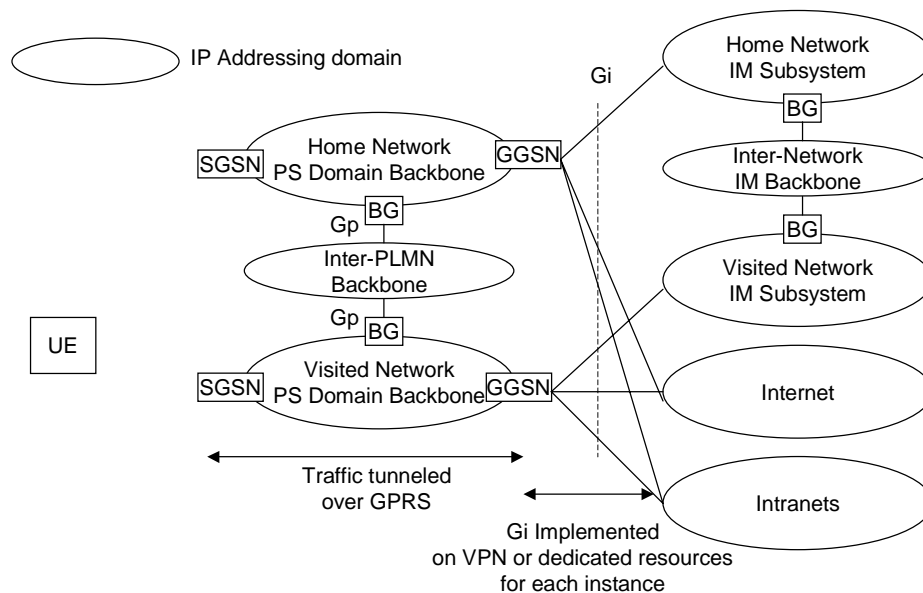 IP Addressing domain
Home Network
IM Subsystem
Gi
BG
Home Network
PS Domain Backbone
SGSN
GGSN
Inter-Network
IM Backbone
BG
Gp
BG
Inter-PLMN
Backbone
Visited Network
IM Subsystem
Gp
BG
UE
Visited Network
PS Domain Backbone
SGSN
GGSN
Internet
Traffic tunneled
over GPRS
Intranets
Gi Implemented
on VPN or dedicated resources
for each instance